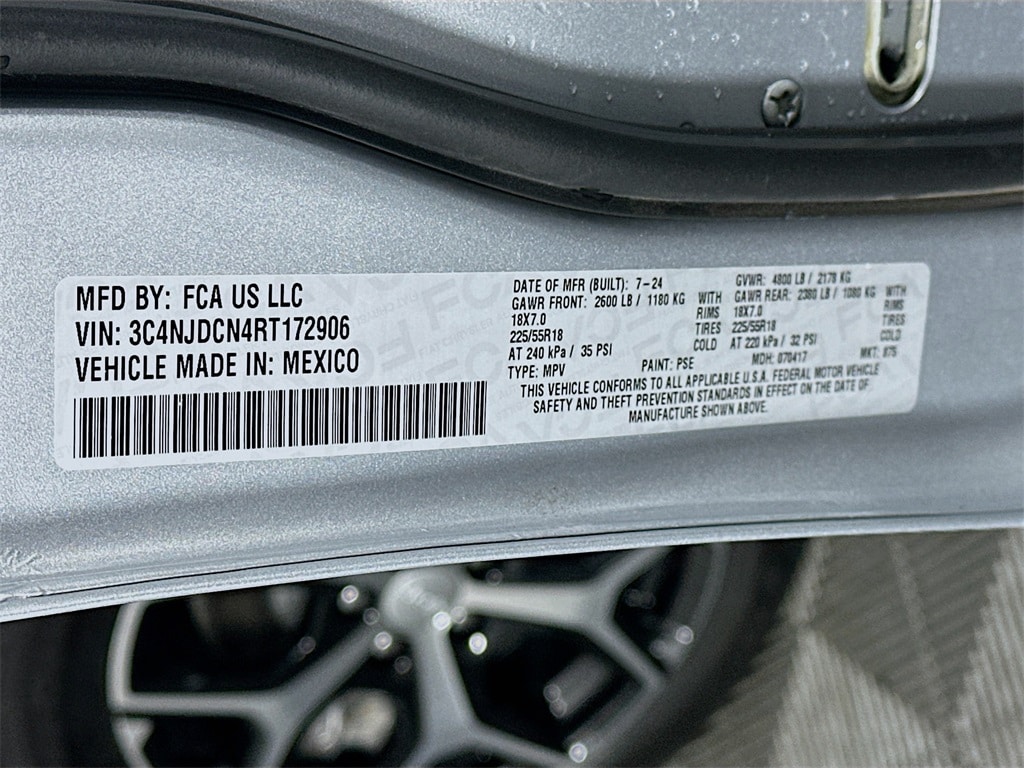 MFD BY: FCA US LLC
VIN: 3C4NJDCN4RT172906
VEHICLE MADE IN: MEXICO
DATE OF MFR (BUILT): 7-24 GVWR: 4800 LB / 2178 KG
GAWR FRONT: 2600 LB / 1180 KG WITH GAWR REAR: 2380 LB / 1080 KG WITH
18X7.0 RIMS 18X7.0 RIMS
225/55R18 TIRES 225/55R18 TIRES
AT 240 kPa / 35 PSI COLD AT 220 kPa / 32 PSI COLD
TYPE: MPV PAINT: PSE MDH: 070417 MKT: 875
THIS VEHICLE CONFORMS TO ALL APPLICABLE U.S.A. FEDERAL MOTOR VEHICLE
SAFETY AND THEFT PREVENTION STANDARDS IN EFFECT ON THE DATE OF
MANUFACTURE SHOWN ABOVE.